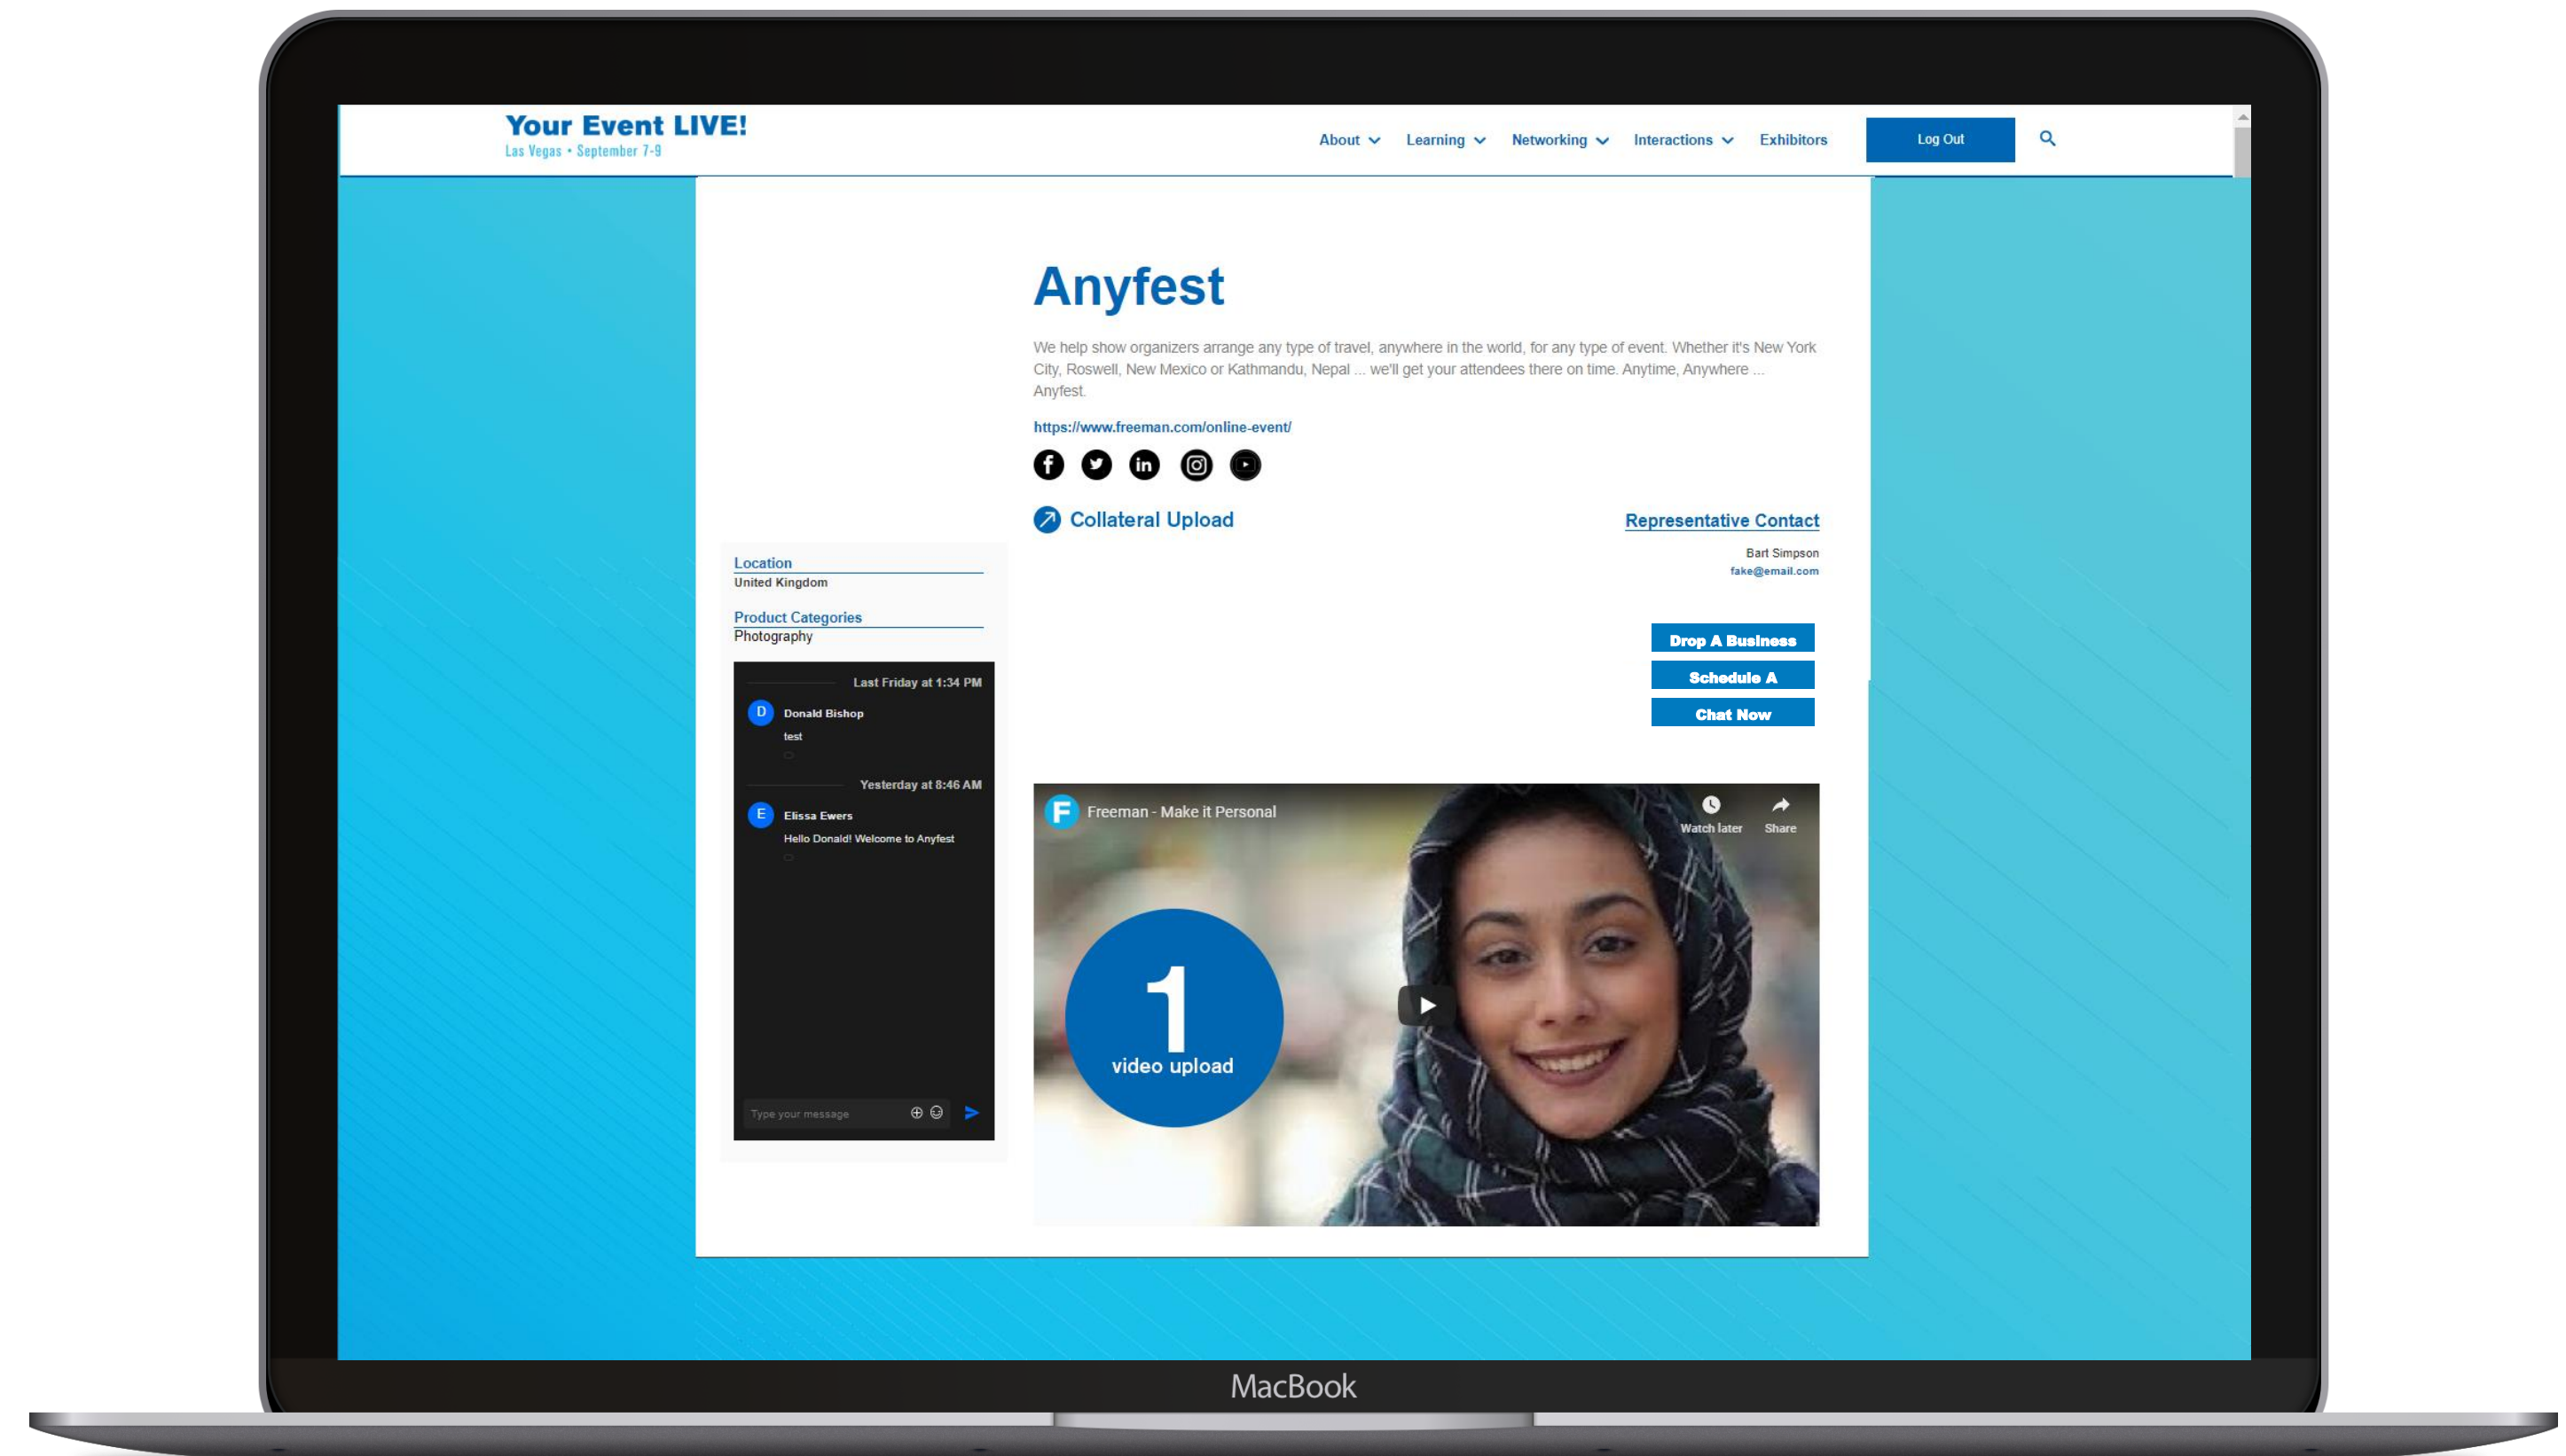 Your Event LIVE!
Las Vegas • September 7-9
About
Learning
Networking
Interactions
Exhibitors
Log Out
Anyfest
We help show organizers arrange any type of travel, anywhere in the world, for any type of event. Whether it's New York
City, Roswell, New Mexico or Kathmandu, Nepal ... we'll get your attendees there on time. Anytime, Anywhere ...
Anyfest.
https://www.freeman.com/online-event/
Collateral Upload
Representative Contact
Bart Simpson
fake@email.com
Location
United Kingdom
Product Categories
Photography
Drop A Business
Schedule A
Chat Now
Last Friday at 1:34 PM
D
Donald Bishop
test
Yesterday at 8:46 AM
E
Elissa Ewers
Hello Donald! Welcome to Anyfest
Type your message
F
Freeman - Make it Personal
Watch later
Share
1
video upload
MacBook